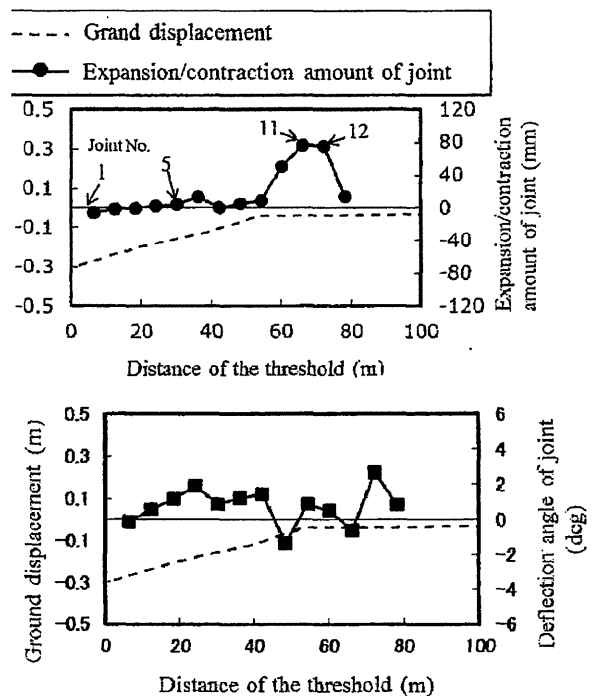 Grand displacement
Expansion/contraction amount of joint
0.5
0.3
0.1
-0.1
-0.3
-0.5
Joint No.
1
5
11
12
120
80
40
0
-40
-80
-120
Expansion/contraction
amount of joint (mm)
0 20 40 60 80 100
Distance of the threshold (m)
Ground displacement (m)
0.5
0.3
0.1
-0.1
-0.3
-0.5
6
4
2
0
-2
-4
-6
Deflection angle of joint
(dcg)
0 20 40 60 80 100
Distance of the threshold (m)